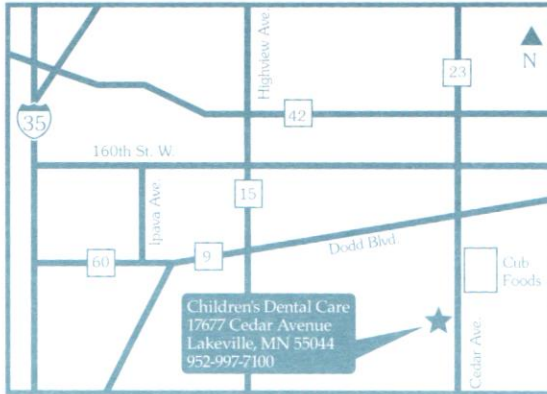 Highview Ave.
23
N
35
42
160th St. W.
Ipava Ave.
15
60
9
Dodd Blvd
Cub
Foods
Children's Dental Care
17677 Cedar Avenue
Lakeville, MN 55044
952-997-7100
Cedar Ave.